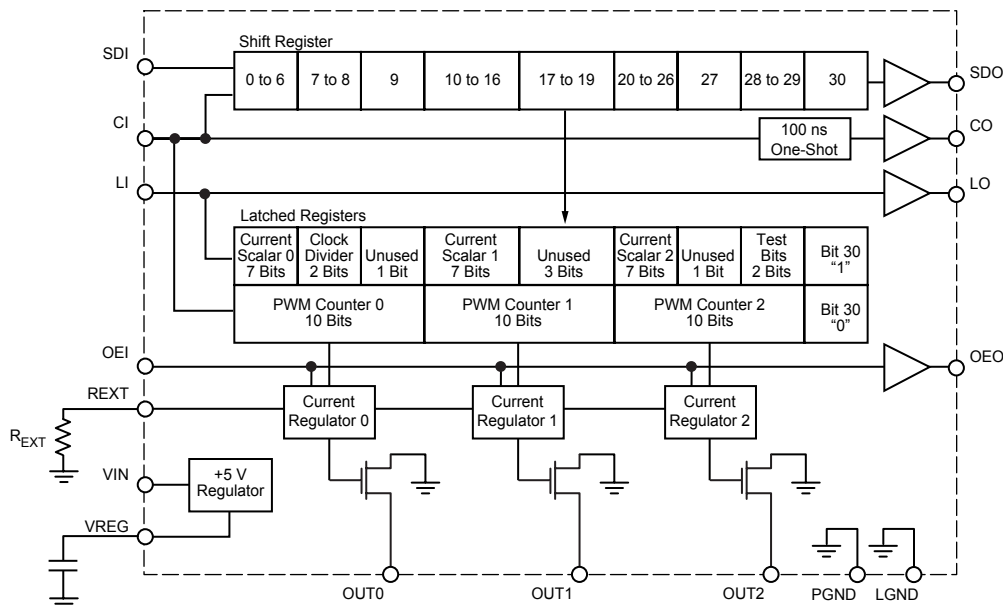 Shift Register
SDI
0 to 6
7 to 8
9
10 to 16
17 to 19
20 to 26
27
28 to 29
30
SDO
CI
100 ns
One-Shot
CO
LI
LO
Latched Registers
Current
Scalar 0
7 Bits
Clock
Divider
2 Bits
Unused
1 Bit
Current
Scalar 1
7 Bits
Unused
3 Bits
Current
Scalar 2
7 Bits
Unused
1 Bit
Test
Bits
2 Bits
Bit 30
“1”
PWM Counter 0
10 Bits
PWM Counter 1
10 Bits
PWM Counter 2
10 Bits
Bit 30
“0”
OEI
OEO
REXT
Current
Regulator 0
Current
Regulator 1
Current
Regulator 2
REXT
VIN
+5 V
Regulator
VREG
OUT0
OUT1
OUT2
PGND
LGND